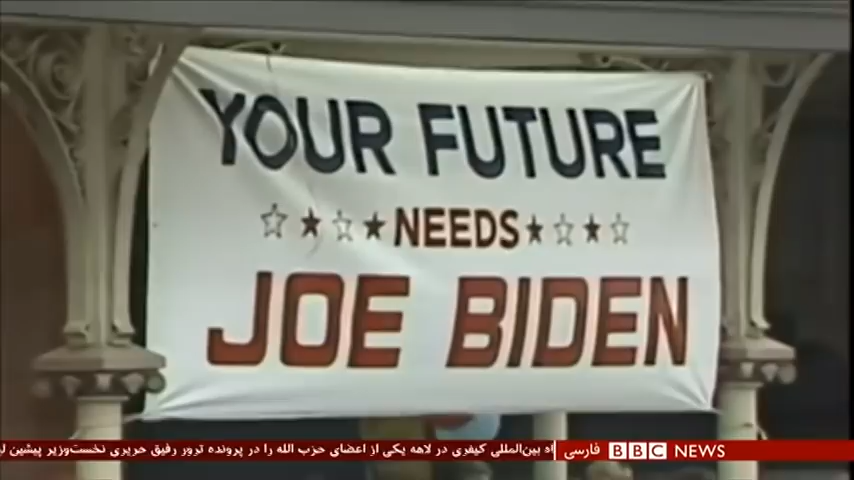 YOUR FUTURE
NEEDS
JOE BIDEN
اه بین‌المللی کیفری در لاهه یکی از اعضای حزب الله را در پرونده ترور رفیق حریری نخست‌وزیر پیشین
BBC NEWS فارسی